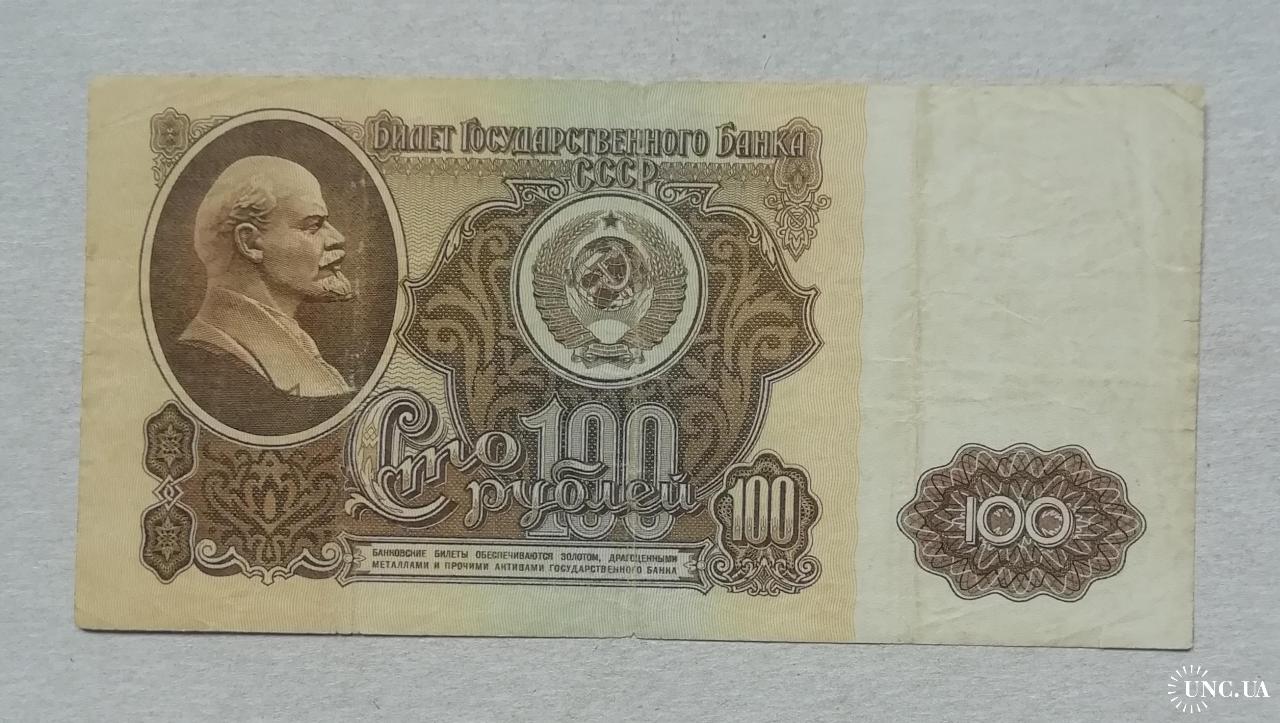 Билет Государственного Банка
СССР
100
Сто
рублей
100
100
БАНКОВСКИЕ БИЛЕТЫ ОБЕСПЕЧИВАЮТСЯ ЗОЛОТОМ, ДРАГОЦЕННЫМИ
МЕТАЛЛАМИ И ПРОЧИМИ АКТИВАМИ ГОСУДАРСТВЕННОГО БАНКА
UNC.UA